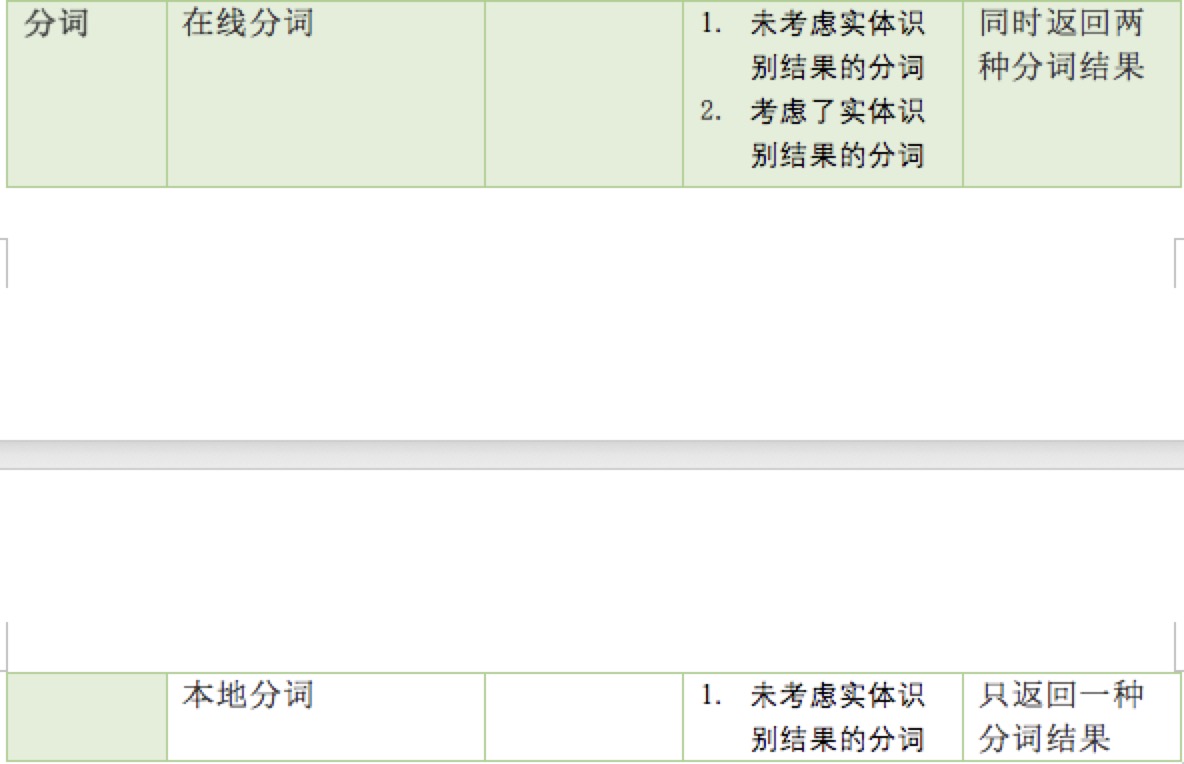 分词 在线分词 1. 未考虑实体识 同时返回两
别结果的分词 种分词结果
2. 考虑了实体识
别结果的分词
本地分词 1. 未考虑实体识 只返回一种
别结果的分词 分词结果